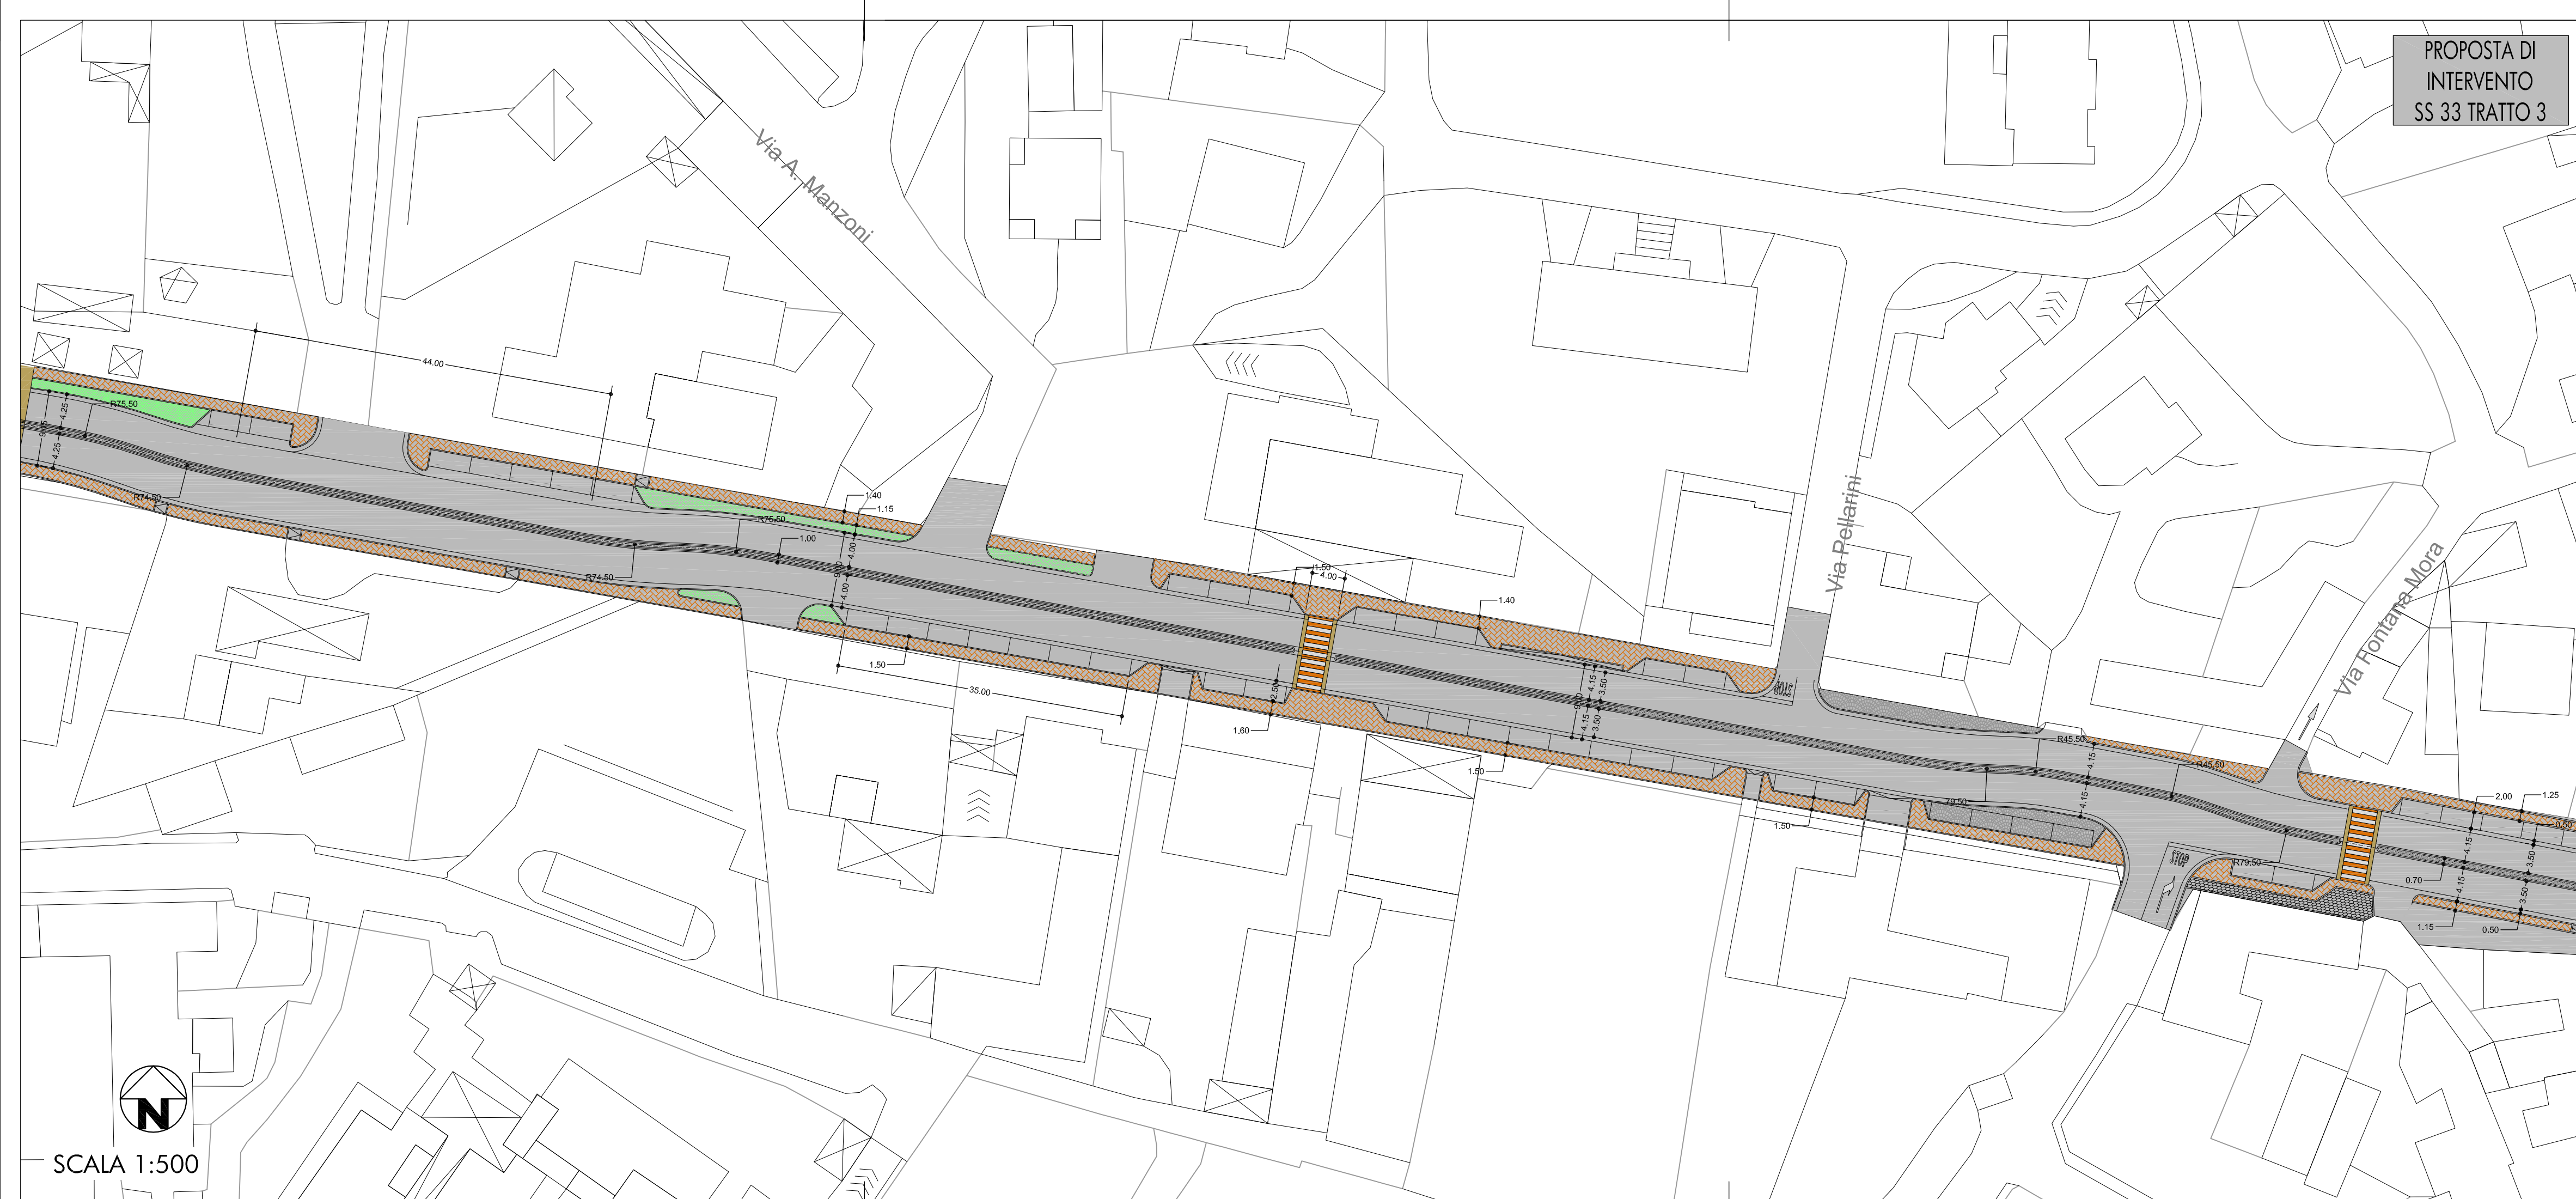 PROPOSTA DI
INTERVENTO
SS 33 TRATTO 3
Via A. Manzoni
44.00
R75,50
4.25
9.15
4.25
R74,50
1.40
1.15
R75,50
1.00
4.00
9.00
4.00
R74,50
1.50
4.00
1.40
1.50
35.00
2.50
1.60
Via Pellarini
4.15
3.50
9.00
4.15
3.50
STOP
1.50
1.50
R45,50
4.15
R45,50
4.15
79,50
Via Fontana Mora
2.00
1.25
0.50
4.15
3.50
STOP
R79,50
0.70
4.15
3.50
1.15
0.50
N
SCALA 1:500